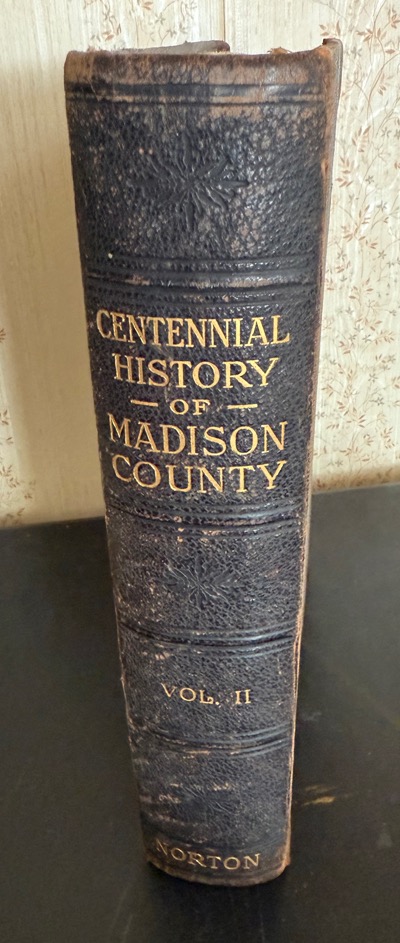 CENTENNIAL
HISTORY
— OF —
MADISON
COUNTY
VOL. II
NORTON